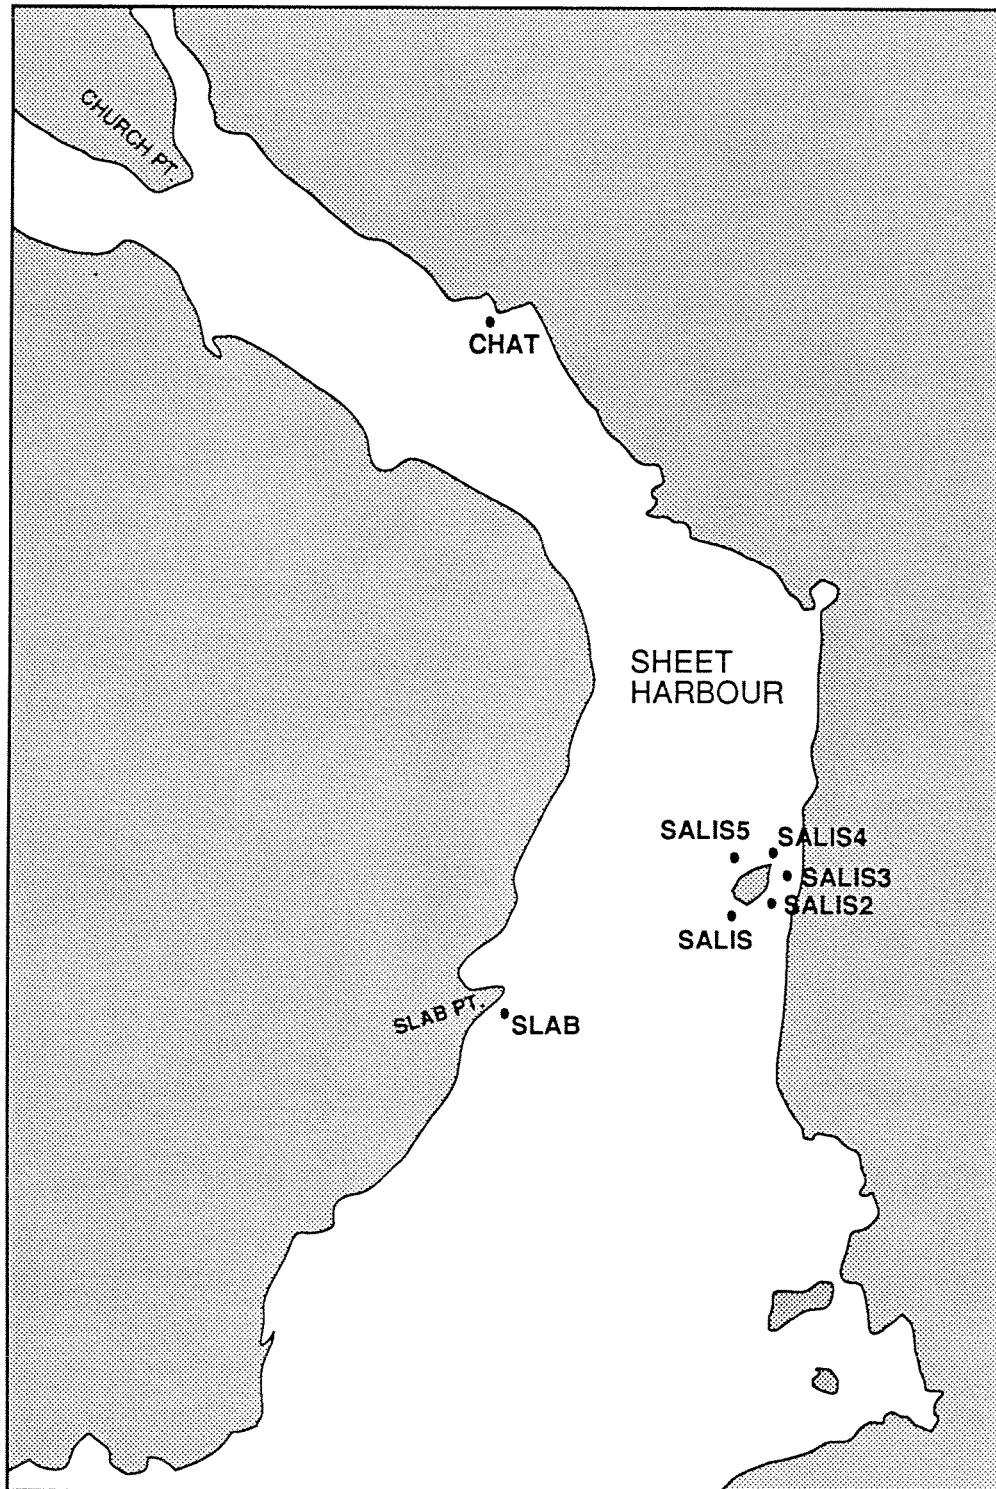 CHURCH PT.
CHAT
SHEET
HARBOUR
SALIS5
SALIS4
SALIS3
SALIS2
SALIS
SLAB PT.
SLAB